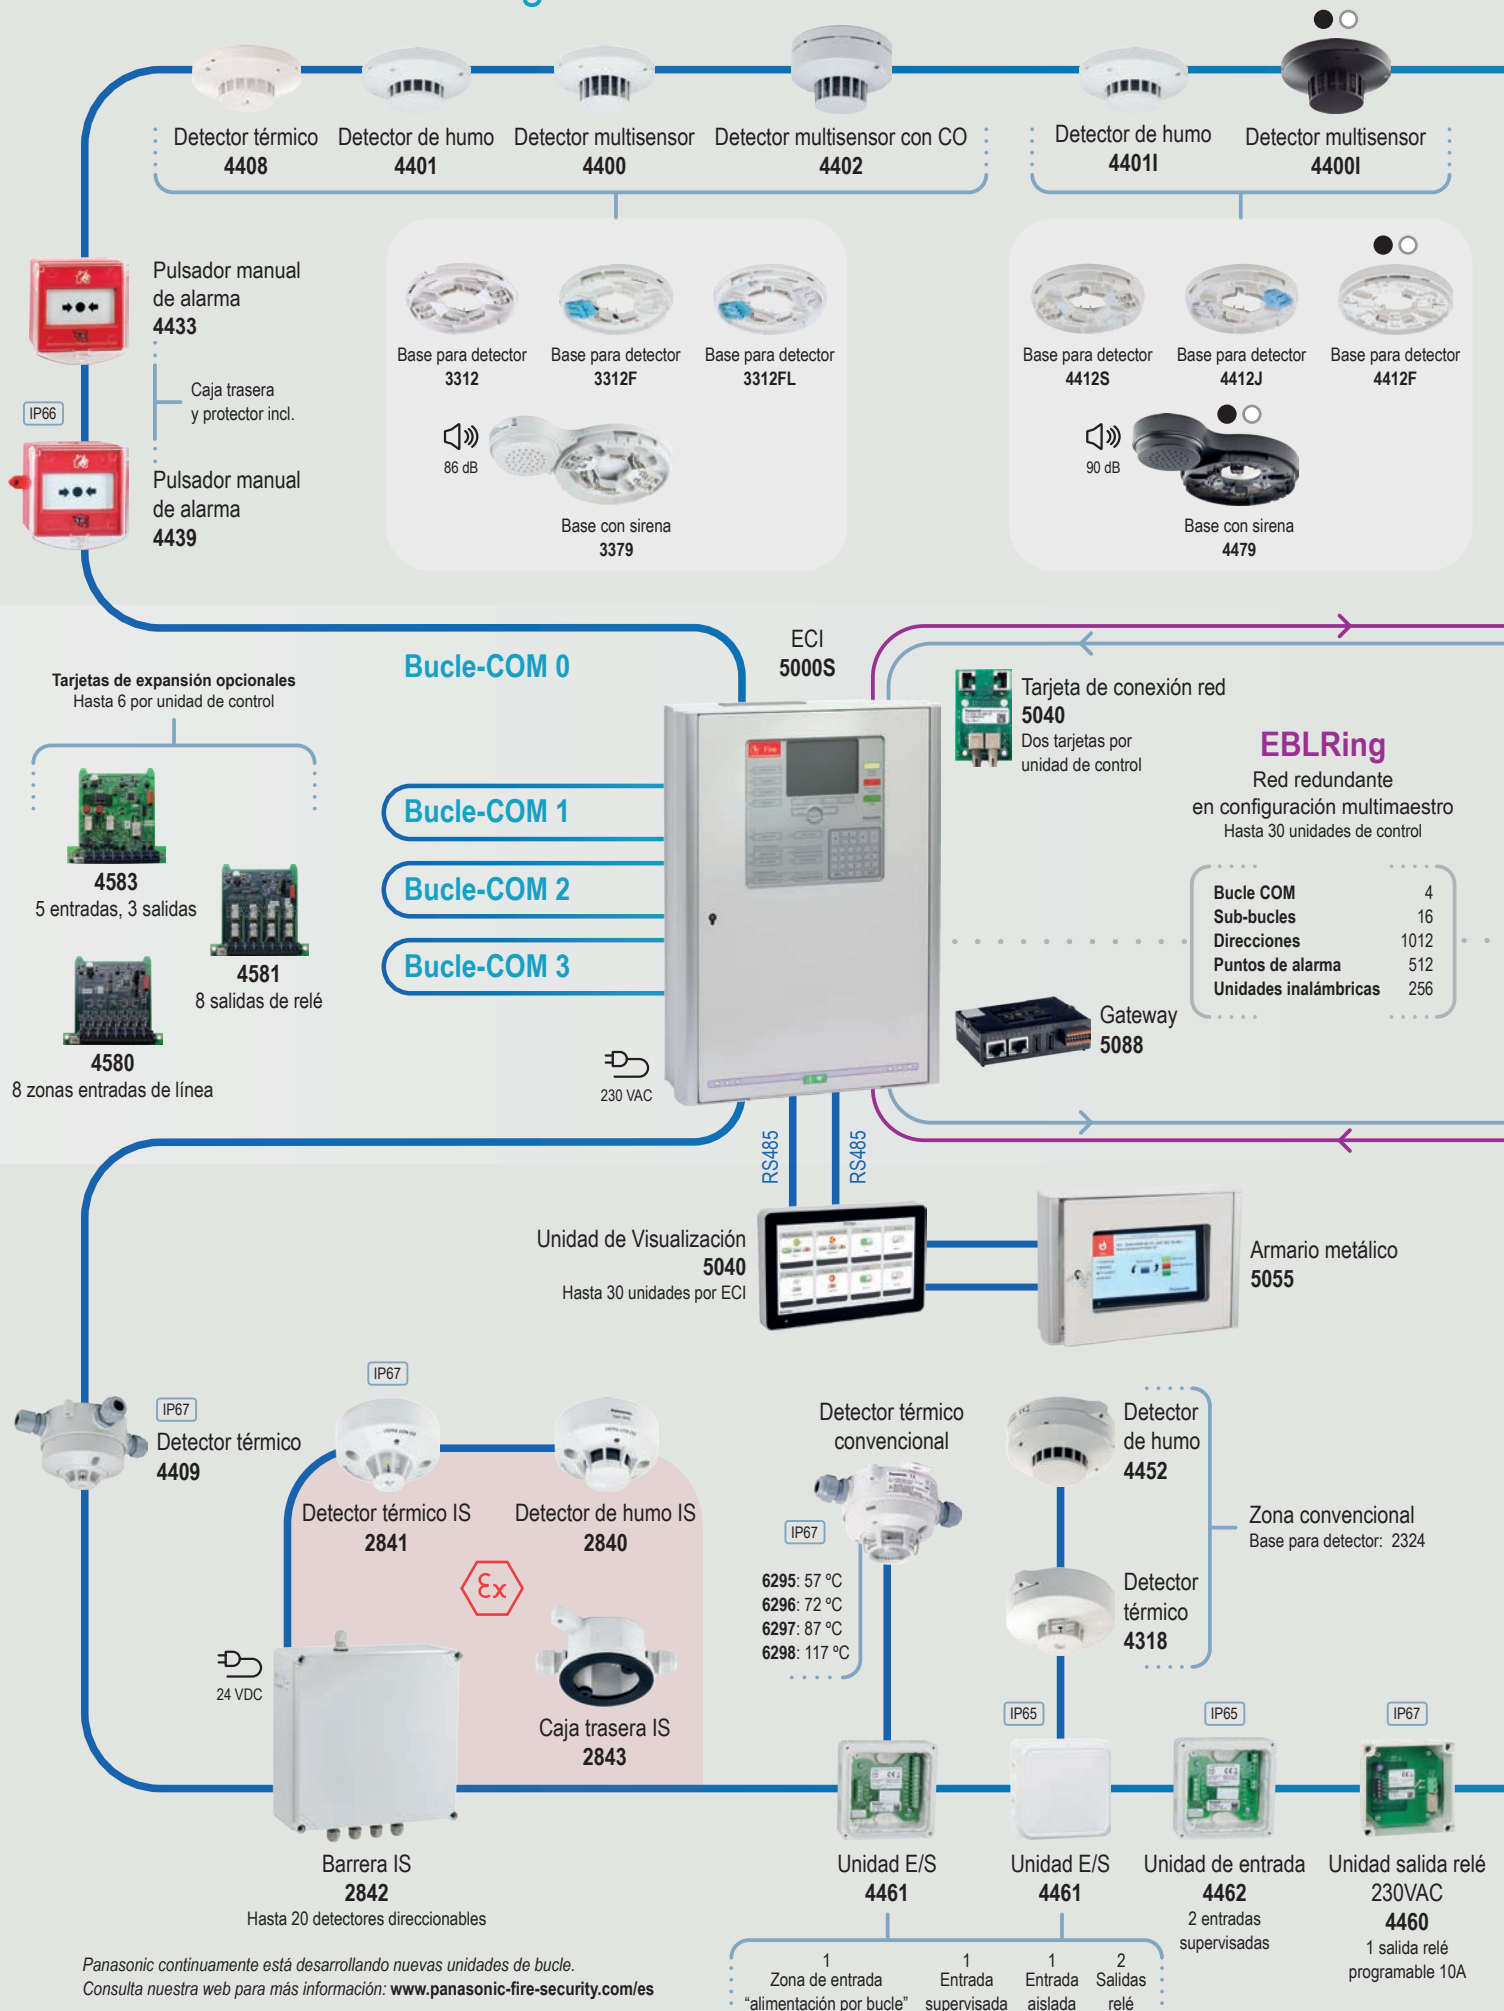 Detector térmico
4408
Detector de humo
4401
Detector multisensor
4400
Detector multisensor con CO
4402
Detector de humo
4401I
Detector multisensor
4400I
Pulsador manual
de alarma
4433
Caja trasera
y protector incl.
IP66
Pulsador manual
de alarma
4439
Base para detector
3312
Base para detector
3312F
Base para detector
3312FL
86 dB
Base con sirena
3379
Base para detector
4412S
Base para detector
4412J
Base para detector
4412F
90 dB
Base con sirena
4479
Bucle-COM 0
ECI
5000S
Tarjetas de expansión opcionales
Hasta 6 por unidad de control
4583
5 entradas, 3 salidas
4581
8 salidas de relé
4580
8 zonas entradas de línea
Bucle-COM 1
Bucle-COM 2
Bucle-COM 3
Fire
230 VAC
Tarjeta de conexión red
5040
Dos tarjetas por
unidad de control
EBLRing
Red redundante
en configuración multimaestro
Hasta 30 unidades de control
Bucle COM 4
Sub-bucles 16
Direcciones 1012
Puntos de alarma 512
Unidades inalámbricas 256
Gateway
5088
RS485
RS485
Unidad de Visualización
5040
Hasta 30 unidades por ECI
Armario metálico
5055
IP67
Detector térmico
4409
IP67
Detector térmico IS
2841
Detector de humo IS
2840
Ex
24 VDC
Caja trasera IS
2843
Barrera IS
2842
Hasta 20 detectores direccionables
Detector térmico
convencional
IP67
6295: 57 ºC
6296: 72 ºC
6297: 87 ºC
6298: 117 ºC
Detector
de humo
4452
Detector
térmico
4318
Zona convencional
Base para detector: 2324
IP65
IP65
IP67
Unidad E/S
4461
Unidad E/S
4461
Unidad de entrada
4462
2 entradas
supervisadas
Unidad salida relé
230VAC
4460
1 salida relé
programable 10A
1
Zona de entrada
“alimentación por bucle”
1
Entrada
supervisada
1
Entrada
aislada
2
Salidas
relé
Panasonic continuamente está desarrollando nuevas unidades de bucle.
Consulta nuestra web para más información: www.panasonic-fire-security.com/es